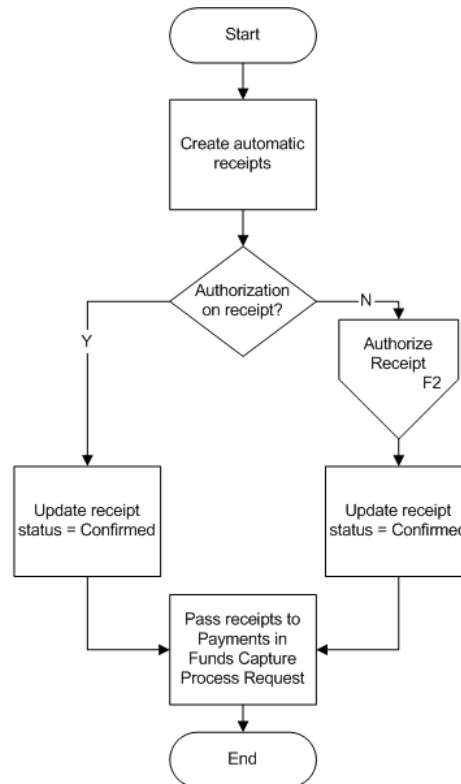 Start
Create automatic
receipts
Authorization
on receipt?
Y
N
Authorize
Receipt
F2
Update receipt
status = Confirmed
Update receipt
status = Confirmed
Pass receipts to
Payments in
Funds Capture
Process Request
End